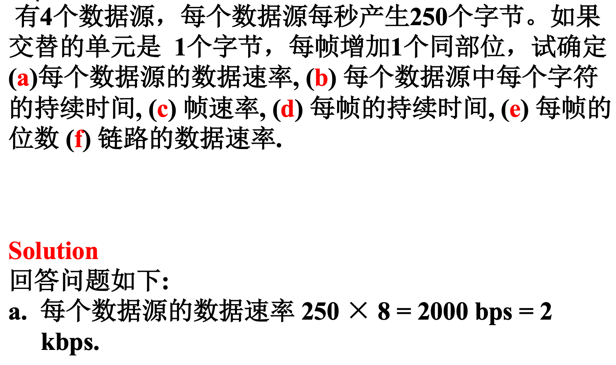 有4个数据源，每个数据源每秒产生250个字节。如果
交替的单元是 1个字节，每帧增加1个同部位，试确定
(a)每个数据源的数据速率, (b) 每个数据源中每个字符
的持续时间, (c) 帧速率, (d) 每帧的持续时间, (e) 每帧的
位数 (f) 链路的数据速率.
Solution
回答问题如下:
a. 每个数据源的数据速率 250 × 8 = 2000 bps = 2
kbps.